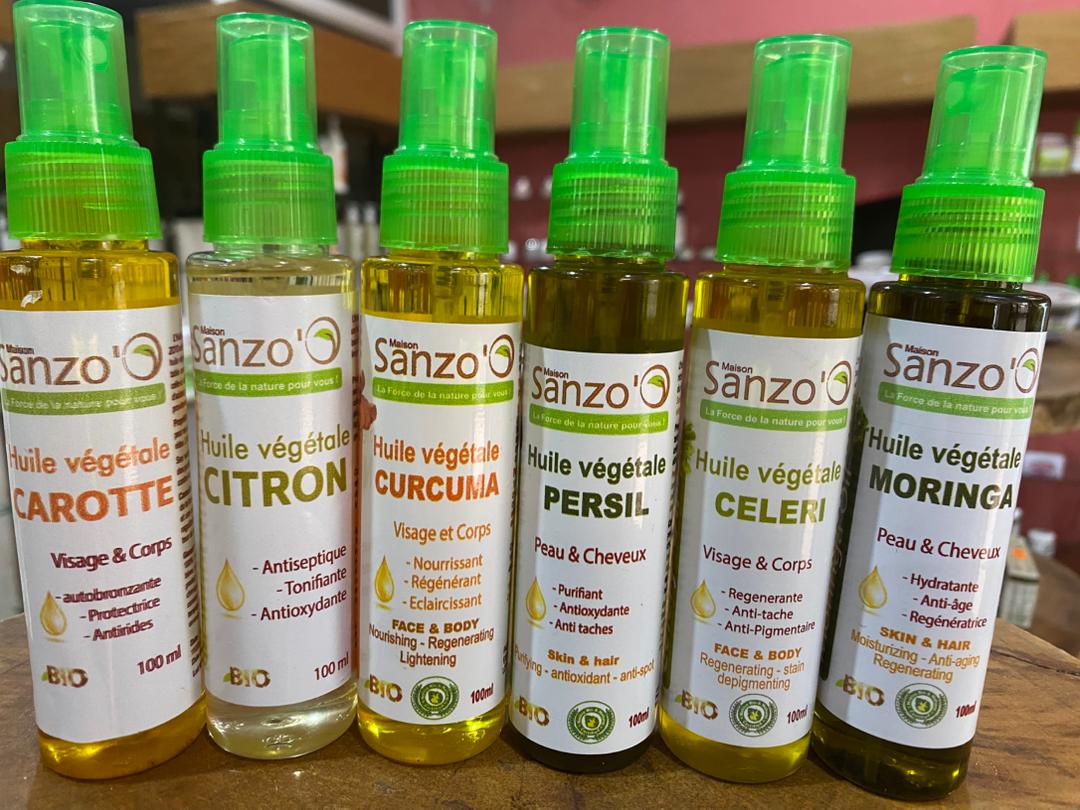 Maison
Sanzo'O
La Force de la nature pour vous !
Huile végétale
CAROTTE
Visage & Corps
- autobronzante
- Protectrice
- Antirides
BIO
100 ml
Maison
Sanzo'O
La Force de la nature pour vous !
Huile végétale
CITRON
- Antiseptique
- Tonifiante
- Antioxydante
BIO
100 ml
Maison
Sanzo'O
La Force de la nature pour vous !
Huile végétale
CURCUMA
Visage et Corps
- Nourrissant
- Régénérant
- Eclaircissant
FACE & BODY
Nourishing - Regenerating
Lightening
BIO
100ml
Maison
Sanzo'O
La Force de la nature pour vous !
Huile végétale
PERSIL
Peau & Cheveux
- Purifiant
- Antioxydante
- Anti taches
Skin & hair
Purifying - antioxidant - anti-spot
BIO
100ml
Maison
Sanzo'O
La Force de la nature pour vous !
Huile végétale
CELERI
Visage & Corps
- Regenerante
- Anti-tache
- Anti-Pigmentaire
FACE & BODY
Regenerating - stain
depigmenting
BIO
100ml
Maison
Sanzo'O
La Force de la nature pour vous
Huile végétale
MORINGA
Peau & Cheveux
- Hydratante
- Anti-âge
- Régénératrice
SKIN & HAIR
Moisturizing - Anti-aging
Regenerating
BIO
100ml